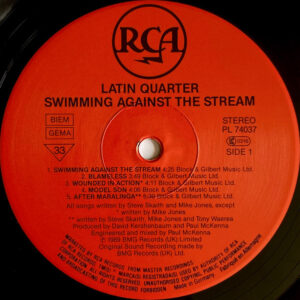 RCA
LATIN QUARTER
SWIMMING AGAINST THE STREAM
BIEM
GEMA
33
STEREO
PL 74037
SIDE 1
1. SWIMMING AGAINST THE STREAM 4:25 Block & Gilbert Music Ltd.
2. BLAMELESS 3:49 Block & Gilbert Music Ltd.
3. WOUNDED IN ACTION* 4:11 Block & Gilbert Music Ltd.
4. MODEL SON 4:06 Block & Gilbert Music Ltd.
5. AFTER MARALINGA** Block & Gilbert Music Ltd.
All songs written by Steve Skaith and Mike Jones, except
* written by Mike Jones
** written by Steve Skaith, Mike Jones and Tony Waerea
Produced by David Kershenbaum and Paul McKenna
Engineered and mixed by Paul McKenna
℗ 1989 BMG Records (UK) Limited
Original Sound Recording made by
BMG Records (UK) Ltd.
Made in Germany